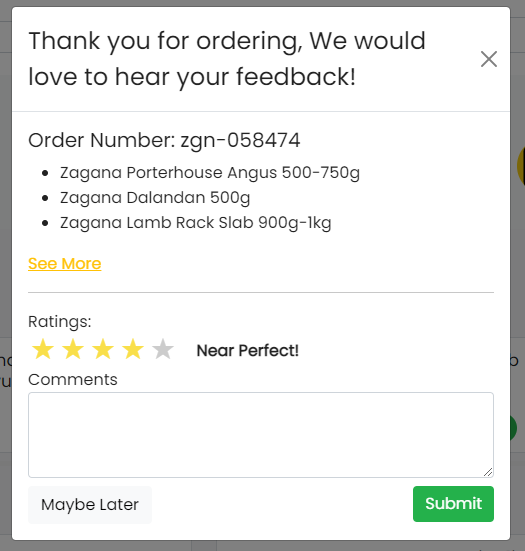 Thank you for ordering, We would
love to hear your feedback!
Order Number: zgn-058474
Zagana Porterhouse Angus 500-750g
Zagana Dalandan 500g
Zagana Lamb Rack Slab 900g-1kg
See More
Ratings:
Near Perfect!
Comments
Maybe Later
Submit